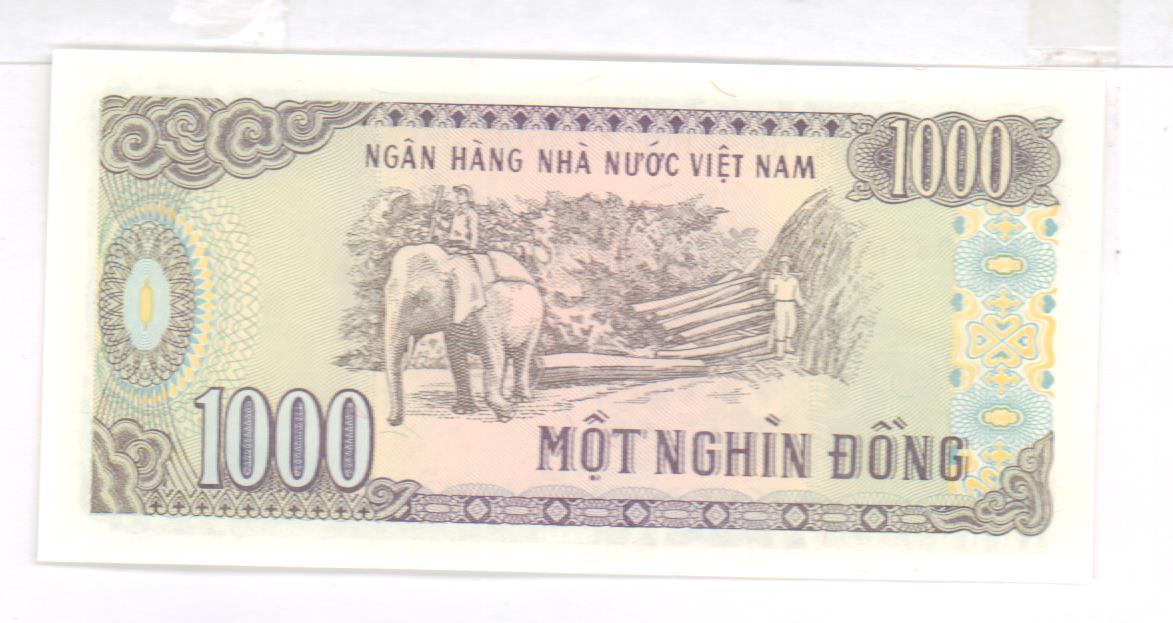 NGÂN HÀNG NHÀ NƯỚC VIỆT NAM
1000
1000
MỘT NGHÌN ĐỒNG